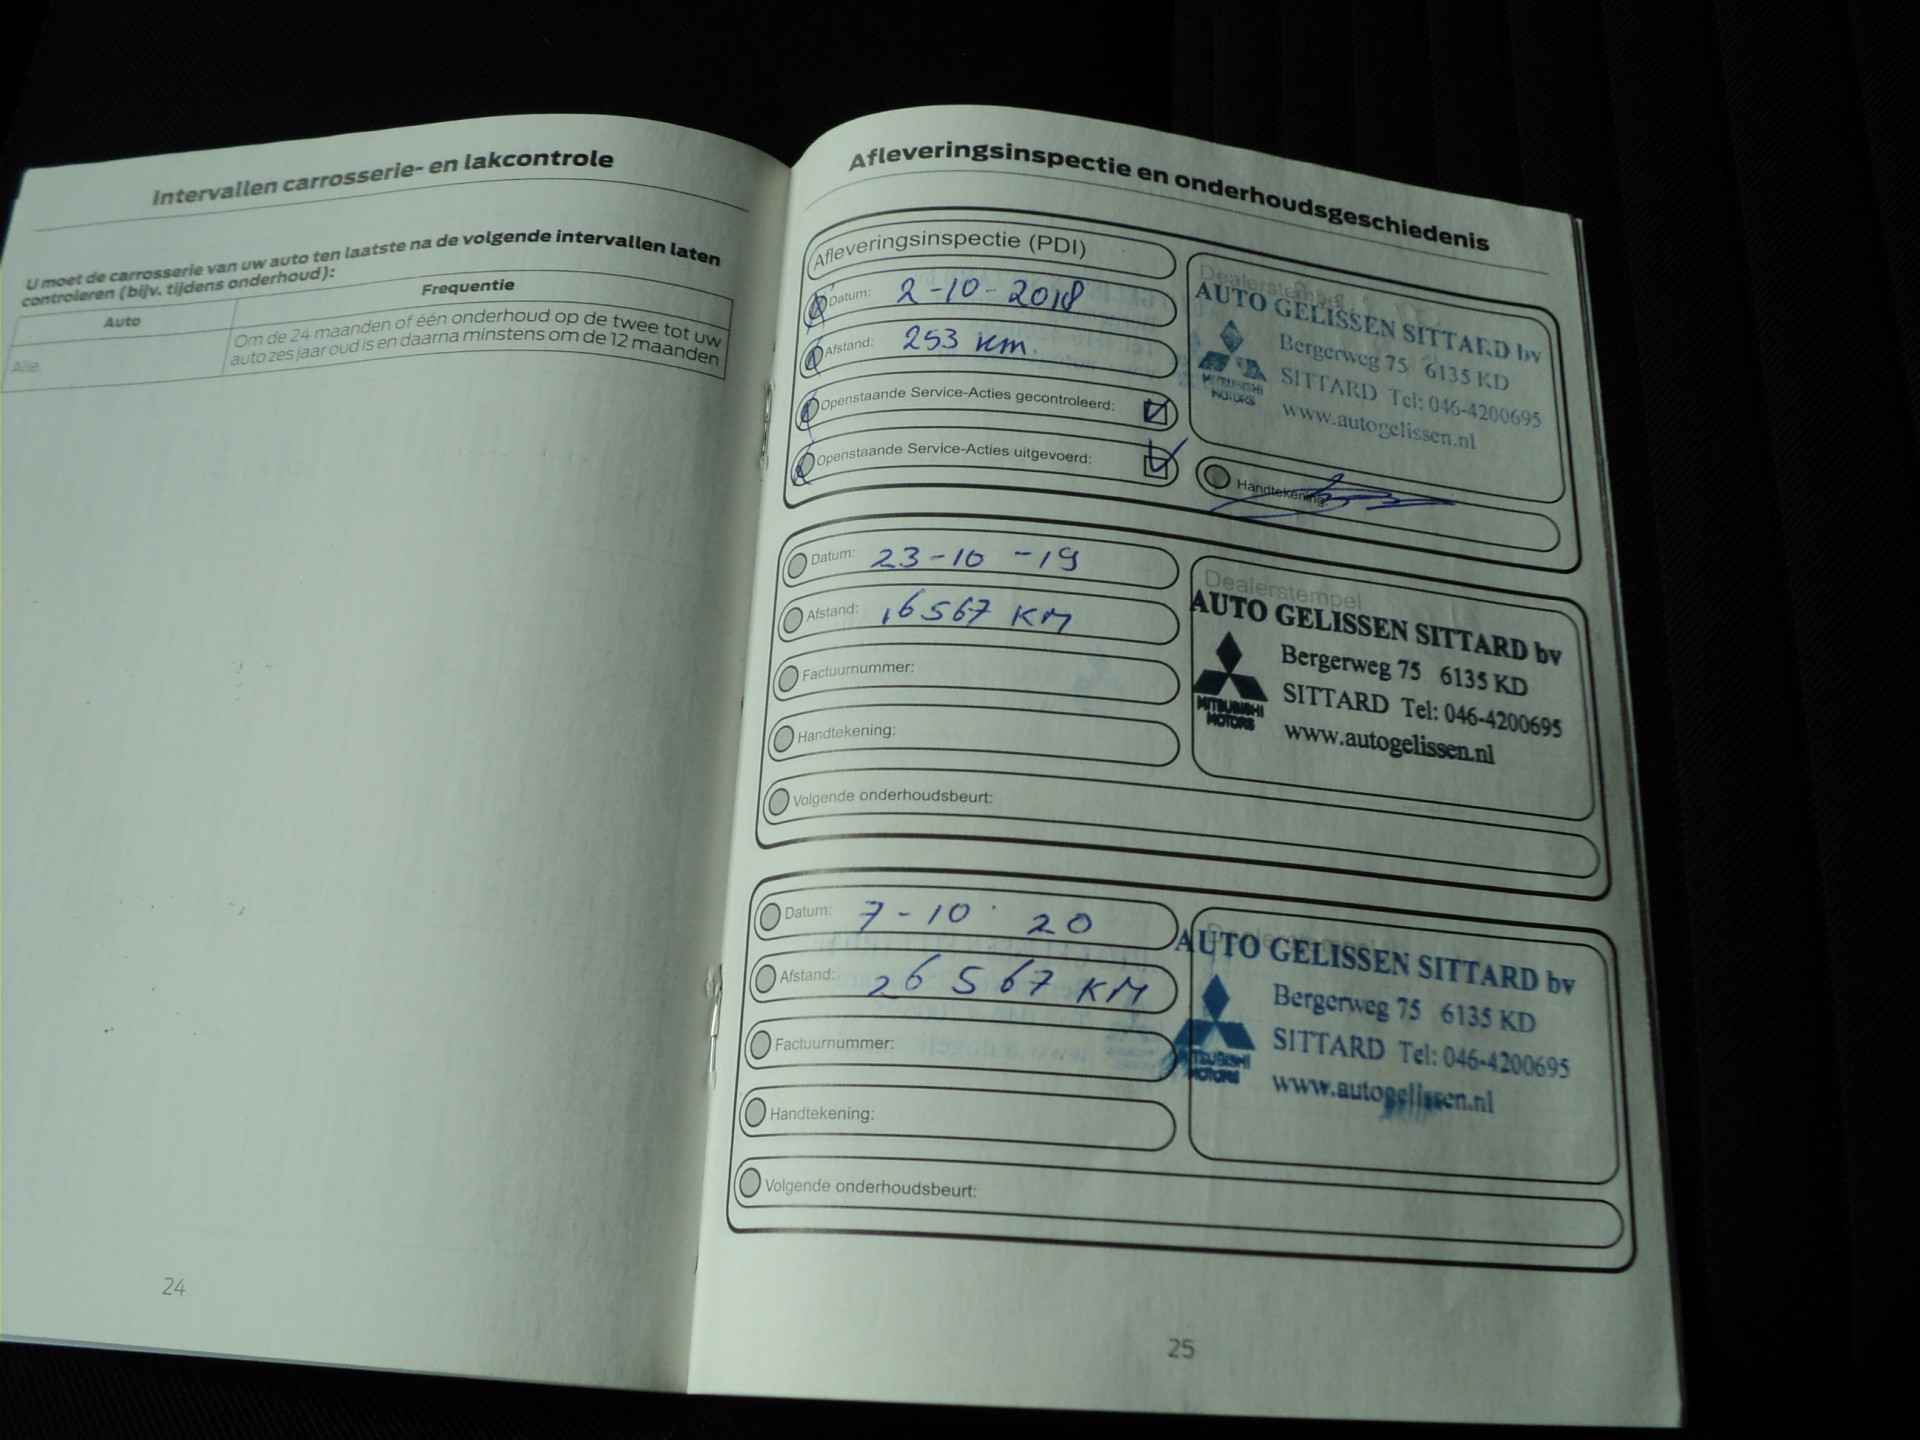 Intervallen carrosserie- en lakcontrole
U moet de carrosserie van uw auto ten laatste na de volgende intervallen laten
controleren (bijv. tijdens onderhoud):
Auto
Frequentie
Alle
Om de 24 maanden of één onderhoud op de twee tot uw
auto zes jaar oud is en daarna minstens om de 12 maanden
24
Afleveringsinspectie en onderhoudsgeschiedenis
Afleveringsinspectie (PDI)
Datum: 2-10-2018
Afstand: 253 km.
Openstaande Service-Acties gecontroleerd:
Openstaande Service-Acties uitgevoerd:
Dealerstempel
AUTO GELISSEN SITTARD bv
Bergerweg 75 6135 KD
SITTARD Tel: 046-4200695
www.autogelissen.nl
MITSUBISHI
MOTORS
Handtekening:
Datum: 23-10-19
Afstand: 16567 KM
Factuurnummer:
Handtekening:
Volgende onderhoudsbeurt:
Dealerstempel
AUTO GELISSEN SITTARD bv
Bergerweg 75 6135 KD
SITTARD Tel: 046-4200695
www.autogelissen.nl
MITSUBISHI
MOTORS
Datum: 7-10 20
Afstand: 26567 KM
Factuurnummer:
Handtekening:
Volgende onderhoudsbeurt:
AUTO GELISSEN SITTARD bv
Bergerweg 75 6135 KD
SITTARD Tel: 046-4200695
www.autogelissen.nl
MITSUBISHI
MOTORS
25